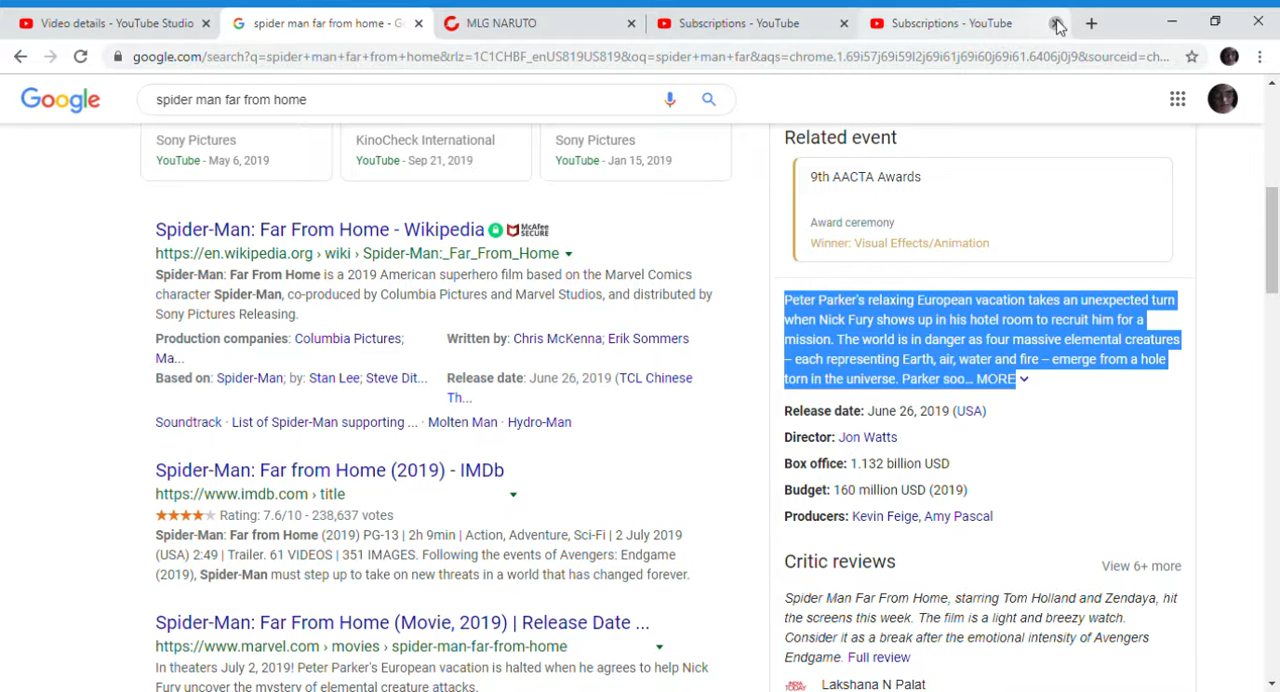 Video details - YouTube Studio
spider man far from home - G
MLG NARUTO
Subscriptions - YouTube
Subscriptions - YouTube
google.com/search?q=spider+man+far+from+home&rlz=1C1CHBF_enUS819US819&oq=spider+man+far&aqs=chrome.1.69i57j69i59l2j69i61j69i60j69i61.6406j0j9&sourceid=ch...
Google
spider man far from home
Sony Pictures
YouTube - May 6, 2019
KinoCheck International
YouTube - Sep 21, 2019
Sony Pictures
YouTube - Jan 15, 2019
Spider-Man: Far From Home - Wikipedia
McAfee
SECURE
https://en.wikipedia.org › wiki › Spider-Man:_Far_From_Home
Spider-Man: Far From Home is a 2019 American superhero film based on the Marvel Comics
character Spider-Man, co-produced by Columbia Pictures and Marvel Studios, and distributed by
Sony Pictures Releasing.
Production companies: Columbia Pictures;
Ma...
Written by: Chris McKenna; Erik Sommers
Based on: Spider-Man; by: Stan Lee; Steve Dit...
Release date: June 26, 2019 (TCL Chinese
Th...
Soundtrack · List of Spider-Man supporting ... · Molten Man · Hydro-Man
Spider-Man: Far from Home (2019) - IMDb
https://www.imdb.com › title
Rating: 7.6/10 - 238,637 votes
Spider-Man: Far from Home (2019) PG-13 | 2h 9min | Action, Adventure, Sci-Fi | 2 July 2019
(USA) 2:49 | Trailer. 61 VIDEOS | 351 IMAGES. Following the events of Avengers: Endgame
(2019), Spider-Man must step up to take on new threats in a world that has changed forever.
Spider-Man: Far From Home (Movie, 2019) | Release Date ...
https://www.marvel.com › movies › spider-man-far-from-home
In theaters July 2, 2019! Peter Parker's European vacation is halted when he agrees to help Nick
Fury uncover the mystery of elemental creature attacks.
Related event
9th AACTA Awards
Award ceremony
Winner: Visual Effects/Animation
Peter Parker's relaxing European vacation takes an unexpected turn
when Nick Fury shows up in his hotel room to recruit him for a
mission. The world is in danger as four massive elemental creatures
– each representing Earth, air, water and fire – emerge from a hole
torn in the universe. Parker soo... MORE
Release date: June 26, 2019 (USA)
Director: Jon Watts
Box office: 1.132 billion USD
Budget: 160 million USD (2019)
Producers: Kevin Feige, Amy Pascal
Critic reviews
View 6+ more
Spider Man Far From Home, starring Tom Holland and Zendaya, hit
the screens this week. The film is a light and breezy watch.
Consider it as a break after the emotional intensity of Avengers
Endgame. Full review
INDIA
TODAY
Lakshana N Palat